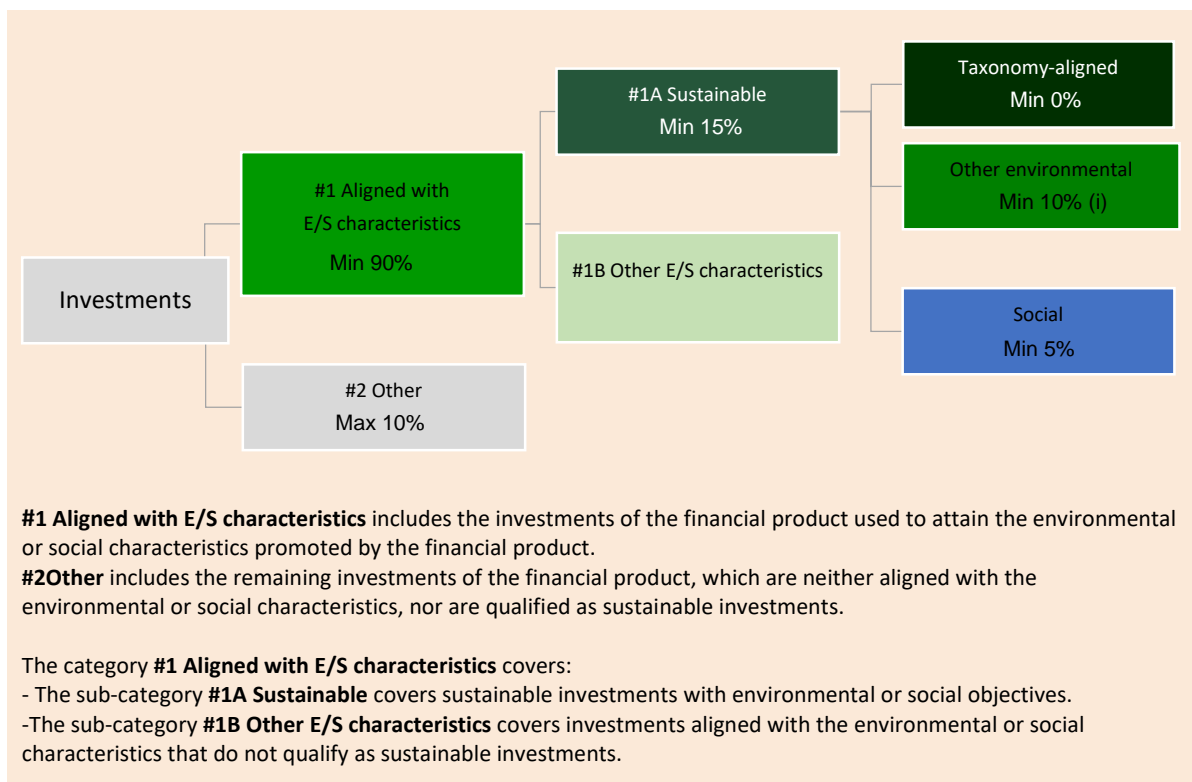 Investments
#1 Aligned with
E/S characteristics
Min 90%
#2 Other
Max 10%
#1A Sustainable
Min 15%
#1B Other E/S characteristics
Taxonomy-aligned
Min 0%
Other environmental
Min 10% (i)
Social
Min 5%
#1 Aligned with E/S characteristics includes the investments of the financial product used to attain the environmental
or social characteristics promoted by the financial product.
#2Other includes the remaining investments of the financial product, which are neither aligned with the
environmental or social characteristics, nor are qualified as sustainable investments.
The category #1 Aligned with E/S characteristics covers:
- The sub-category #1A Sustainable covers sustainable investments with environmental or social objectives.
-The sub-category #1B Other E/S characteristics covers investments aligned with the environmental or social
characteristics that do not qualify as sustainable investments.